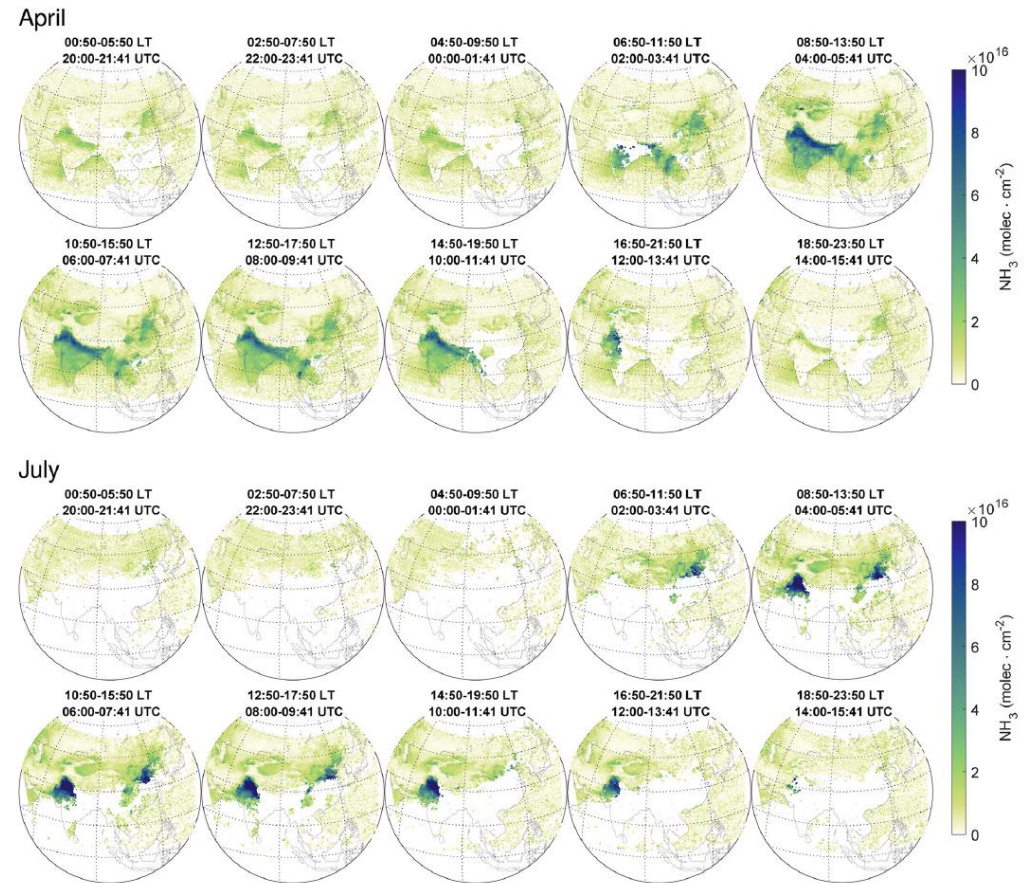 April
00:50-05:50 LT
20:00-21:41 UTC
02:50-07:50 LT
22:00-23:41 UTC
04:50-09:50 LT
00:00-01:41 UTC
06:50-11:50 LT
02:00-03:41 UTC
08:50-13:50 LT
04:00-05:41 UTC
10:50-15:50 LT
06:00-07:41 UTC
12:50-17:50 LT
08:00-09:41 UTC
14:50-19:50 LT
10:00-11:41 UTC
16:50-21:50 LT
12:00-13:41 UTC
18:50-23:50 LT
14:00-15:41 UTC
×10¹⁶
10
8
6
4
2
0
NH₃ (molec · cm⁻²)
July
00:50-05:50 LT
20:00-21:41 UTC
02:50-07:50 LT
22:00-23:41 UTC
04:50-09:50 LT
00:00-01:41 UTC
06:50-11:50 LT
02:00-03:41 UTC
08:50-13:50 LT
04:00-05:41 UTC
10:50-15:50 LT
06:00-07:41 UTC
12:50-17:50 LT
08:00-09:41 UTC
14:50-19:50 LT
10:00-11:41 UTC
16:50-21:50 LT
12:00-13:41 UTC
18:50-23:50 LT
14:00-15:41 UTC
×10¹⁶
10
8
6
4
2
0
NH₃ (molec · cm⁻²)